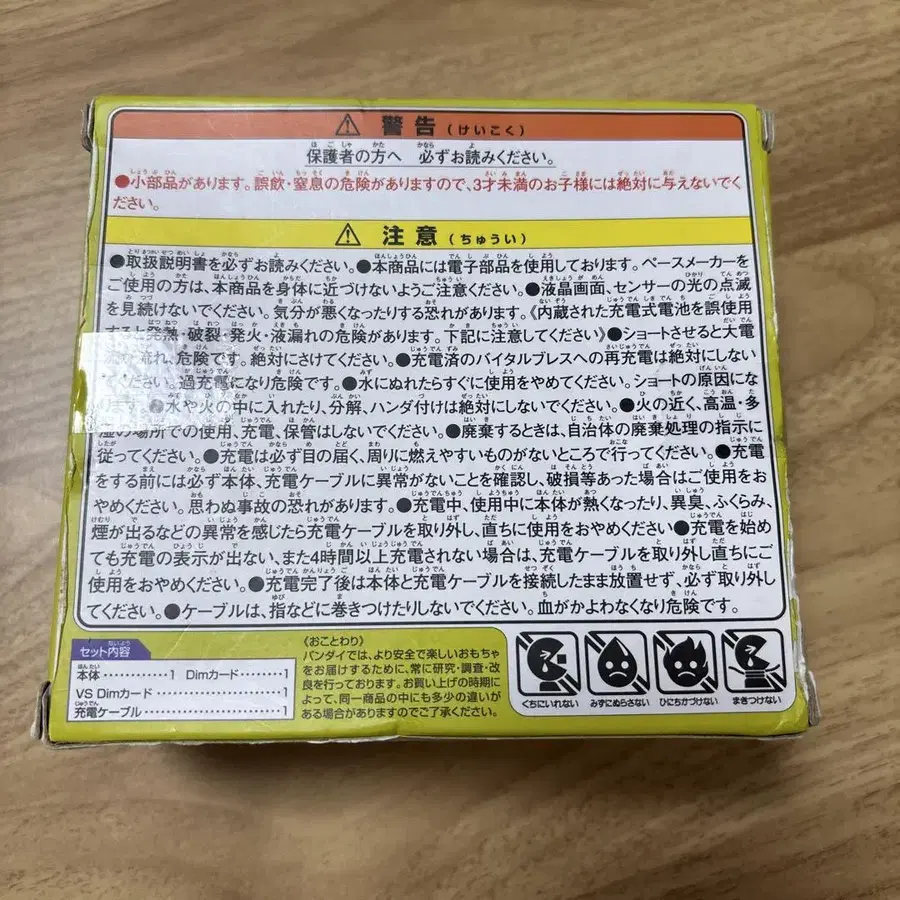 ⚠ 警告(けいこく)
保護者の方へ 必ずお読みください。
●小部品があります。誤飲・窒息の危険がありますので、3才未満のお子様には絶対に与えないでく
ださい。
⚠ 注意(ちゅうい)
●取扱説明書を必ずお読みください。●本商品には電子部品を使用しております。ペースメーカーを
ご使用の方は、本商品を身体に近づけないようご注意ください。●液晶画面、センサーの光の点滅
を見続けないでください。気分が悪くなったりする恐れがあります。《内蔵された充電式電池を誤使用
すると発熱・破裂・発火・液漏れの危険があります。下記に注意してください》●ショートさせると大電
流れ、危険です。絶対にさけてください。●充電済のバイタルブレスへの再充電は絶対にしない
てください。過充電になり危険です。●水にぬれたらすぐに使用をやめてください。ショートの原因にな
ります。●水や火の中に入れたり、分解、ハンダ付けは絶対にしないでください。●火の近く、高温・多
湿の場所での使用、充電、保管はしないでください。●廃棄するときは、自治体の廃棄処理の指示に
従ってください。●充電は必ず目の届く、周りに燃えやすいものがないところで行ってください。●充電
をする前には必ず本体、充電ケーブルに異常がないことを確認し、破損等あった場合はご使用をお
やめください。思わぬ事故の恐れがあります。●充電中、使用中に本体が熱くなったり、異臭、ふくらみ、
煙が出るなどの異常を感じたら充電ケーブルを取り外し、直ちに使用をおやめください●充電を始め
ても充電の表示が出ない、また4時間以上充電されない場合は、充電ケーブルを取り外し直ちにご
使用をおやめください。●充電完了後は本体と充電ケーブルを接続したまま放置せず、必ず取り外し
てください。●ケーブルは、指などに巻きつけたりしないでください。血がかよわなくなり危険です。
セット内容
本体…………1 Dimカード…………1
VS Dimカード…………1
充電ケーブル…………1
《おことわり》
バンダイでは、より安全で楽しいおもちゃ
をお届けするために、常に研究・調査・改
良を行っております。お買い上げの時期に
よって、同一商品の中にも多少の違いが
ある場合がありますのでご了承ください。
くちにいれない みずにぬらさない ひにちかづけない まきつけない